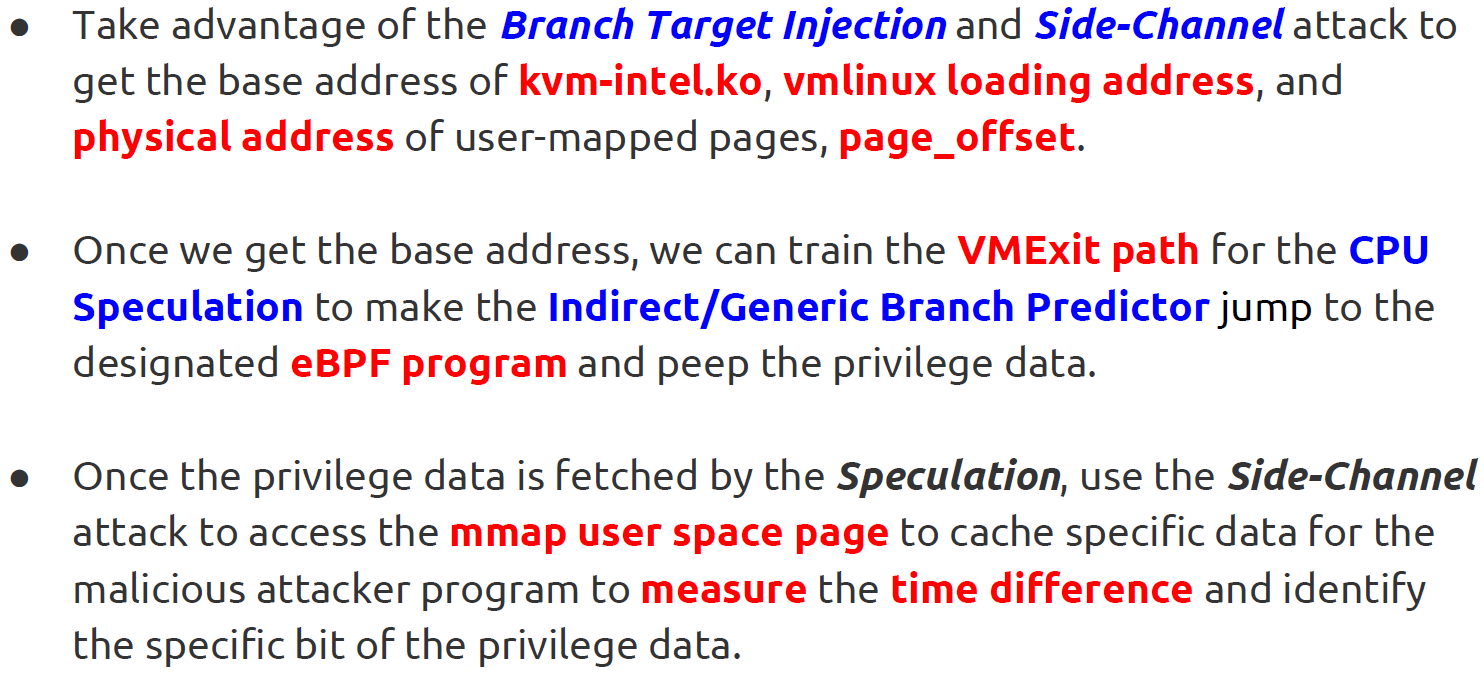 ● Take advantage of the Branch Target Injection and Side-Channel attack to
get the base address of kvm-intel.ko, vmlinux loading address, and
physical address of user-mapped pages, page_offset.
● Once we get the base address, we can train the VMExit path for the CPU
Speculation to make the Indirect/Generic Branch Predictor jump to the
designated eBPF program and peep the privilege data.
● Once the privilege data is fetched by the Speculation, use the Side-Channel
attack to access the mmap user space page to cache specific data for the
malicious attacker program to measure the time difference and identify
the specific bit of the privilege data.